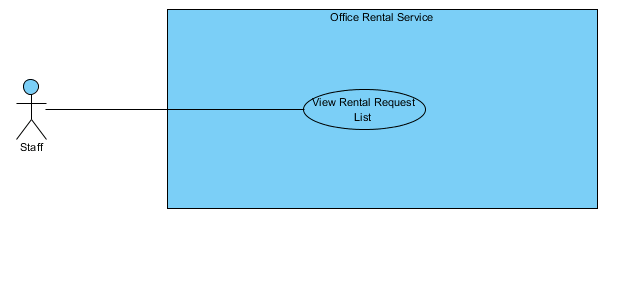 Office Rental Service
View Rental Request
List
Staff